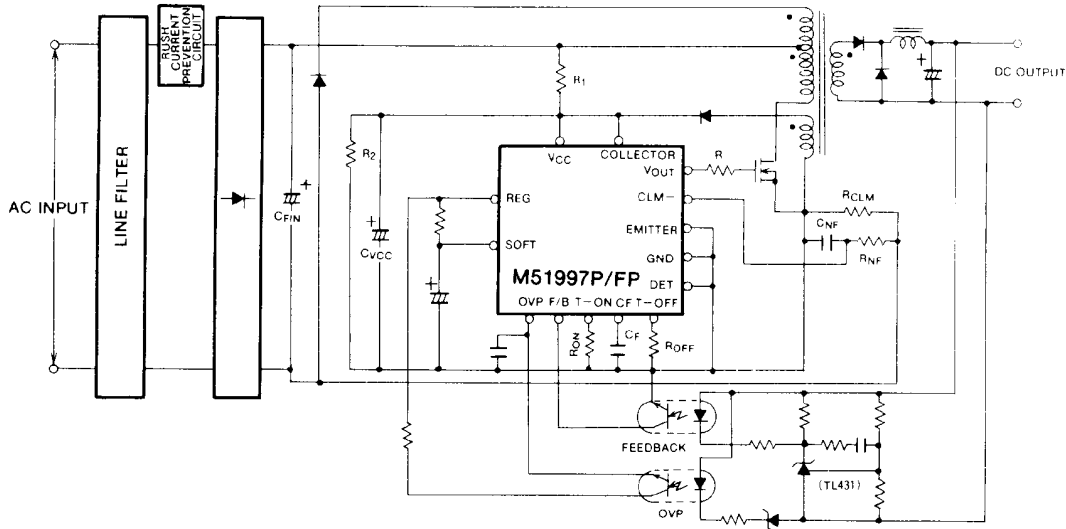 RUSH
CURRENT
PREVENTION
CIRCUIT
LINE FILTER
AC INPUT
CFIN
R1
R2
CVCC
VCC
COLLECTOR
VOUT
R
REG
CLM-
SOFT
EMITTER
GND
M51997P/FP
DET
OVP F/B T-ON CF T-OFF
RON
CF
ROFF
RCLM
CNF
RNF
DC OUTPUT
FEEDBACK
OVP
(TL431)
+
+
+
+